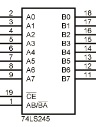 2 A0 B0 18
3 A1 B1 17
4 A2 B2 16
5 A3 B3 15
6 A4 B4 14
7 A5 B5 13
8 A6 B6 12
9 A7 B7 11
19 CE
1 AB/BA
74LS245